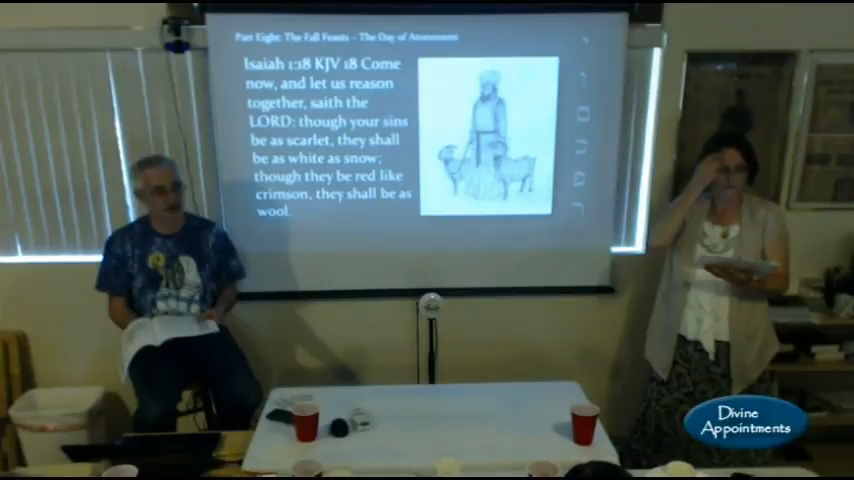 Part Eight: The Fall Feasts – The Day of Atonement
Isaiah 1:18 KJV 18 Come
now, and let us reason
together, saith the
LORD: though your sins
be as scarlet, they shall
be as white as snow;
though they be red like
crimson, they shall be as
wool.
Divine
Appointments